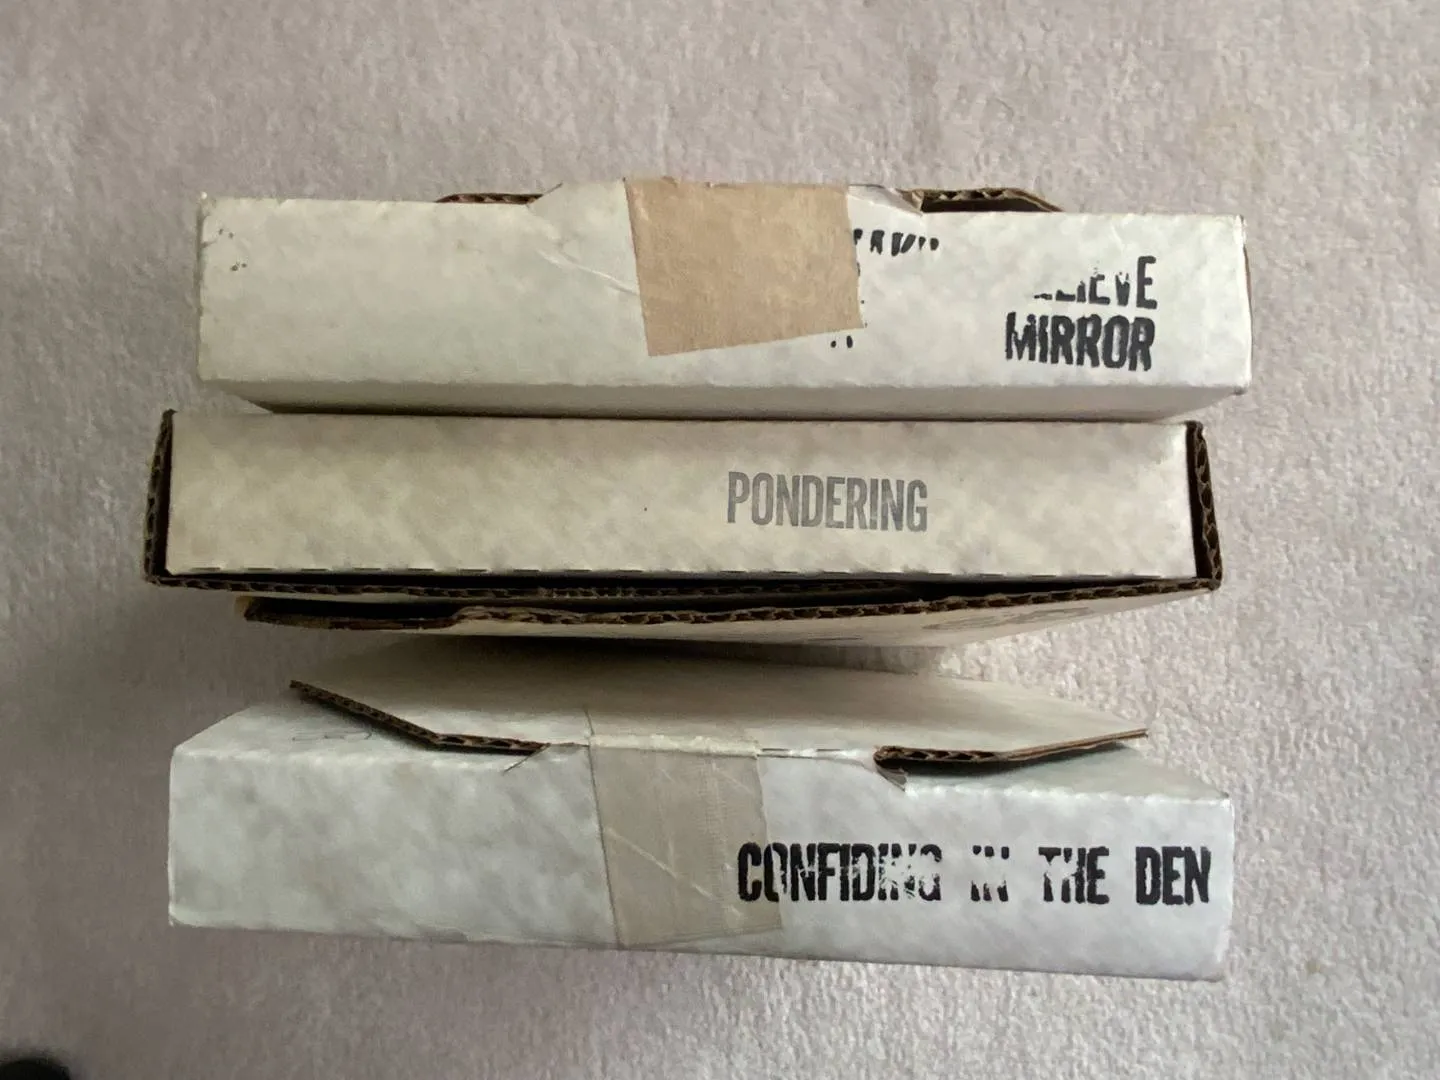 MIRROR
PONDERING
CONFIDING IN THE DEN